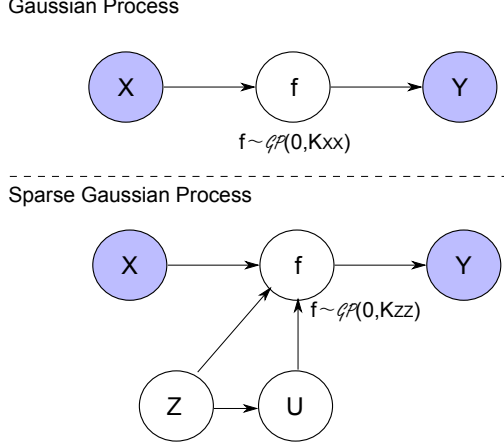 Gaussian Process
X
f
Y
f~GP(0,Kxx)
Sparse Gaussian Process
X
f
Y
f~GP(0,Kzz)
Z
U